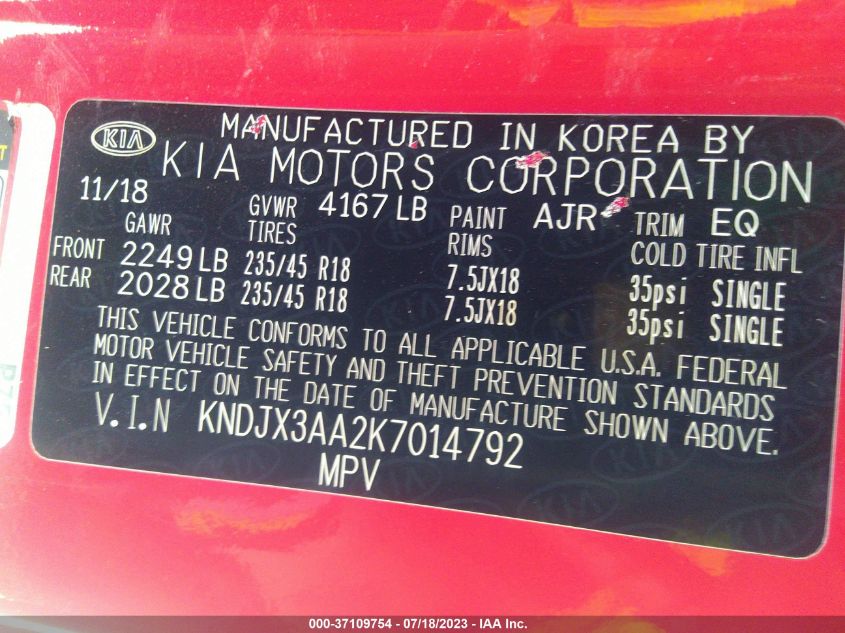 KIA
MANUFACTURED IN KOREA BY
KIA MOTORS CORPORATION
11/18 GVWR 4167 LB PAINT AJR TRIM EQ
GAWR TIRES RIMS COLD TIRE INFL
FRONT 2249 LB 235/45 R18 7.5JX18 35psi SINGLE
REAR 2028 LB 235/45 R18 7.5JX18 35psi SINGLE
THIS VEHICLE CONFORMS TO ALL APPLICABLE U.S.A. FEDERAL
MOTOR VEHICLE SAFETY AND THEFT PREVENTION STANDARDS
IN EFFECT ON THE DATE OF MANUFACTURE SHOWN ABOVE.
V.I.N KNDJX3AA2K7014792
MPV
000-37109754 - 07/18/2023 - IAA Inc.